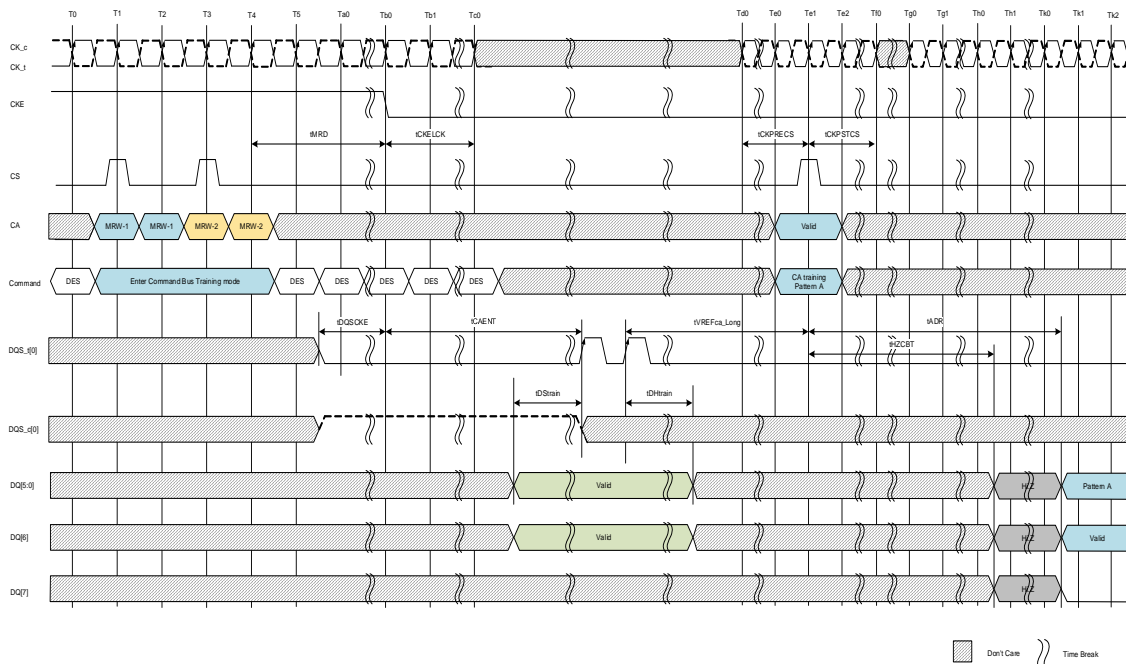 T0 T1 T2 T3 T4 T5 Ta0 Tb0 Tb1 Tc0 Td0 Te0 Te1 Te2 Tf0 Tg0 Tg1 Th0 Th1 Tk0 Tk1 Tk2
CK_c
CK_t
CKE
tMRD tCKELCK tCKPRECS tCKPSTCS
CS
CA MRW-1 MRW-1 MRW-2 MRW-2 Valid
Command DES Enter Command Bus Training mode DES DES DES DES DES CA training
Pattern A
tDQSCKE tCAENT tVREFca_Long tADR
tHZCBT
DQS_t[0]
tDStrain tDHtrain
DQS_c[0]
DQ[5:0] Valid Hi-Z Pattern A
DQ[6] Valid Hi-Z Valid
DQ[7] Hi-Z
Don't Care Time Break